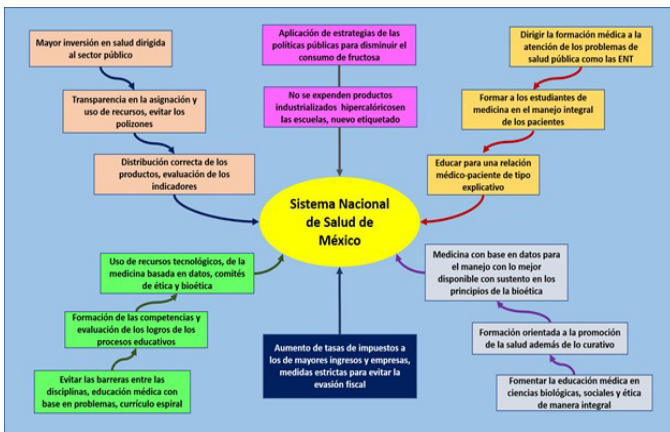 Mayor inversión en salud dirigida
al sector público
Transparencia en la asignación y
uso de recursos, evitar los
polizones
Distribución correcta de los
productos, evaluación de los
indicadores
Aplicación de estrategias de las
políticas públicas para disminuir el
consumo de fructosa
No se expenden productos
industrializados hipercalóricosen
las escuelas, nuevo etiquetado
Dirigir la formación médica a la
atención de los problemas de
salud pública como las ENT
Formar a los estudiantes de
medicina en el manejo integral
de los pacientes
Educar para una relación
médico-paciente de tipo
explicativo
Sistema Nacional
de Salud de
México
Uso de recursos tecnológicos, de la
medicina basada en datos, comités
de ética y bioética
Formación de las competencias y
evaluación de los logros de los
procesos educativos
Evitar las barreras entre las
disciplinas, educación médica con
base en problemas, currículo espiral
Aumento de tasas de impuestos a
los de mayores ingresos y empresas,
medidas estrictas para evitar la
evasión fiscal
Medicina con base en datos para
el manejo con lo mejor
disponible con sustento en los
principios de la bioética
Formación orientada a la promoción
de la salud además de lo curativo
Fomentar la educación médica en
ciencias biológicas, sociales y ética
de manera integral